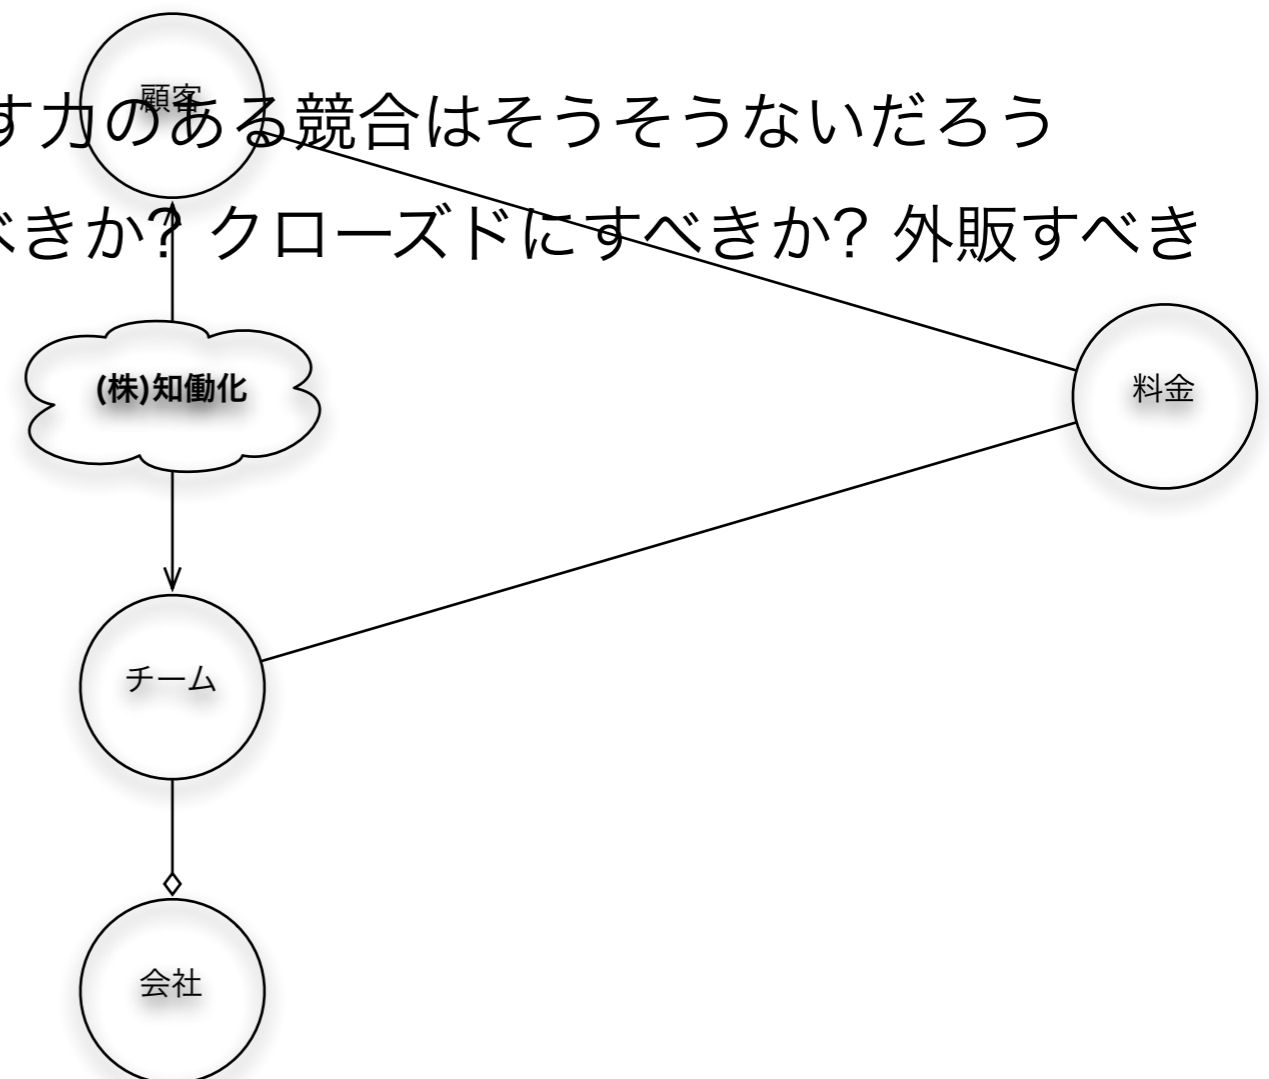 顧客
す力のある競合はそうそうないだろう
べきか？ クローズドにすべきか？ 外販すべき
(株)知働化
料金
チーム
会社